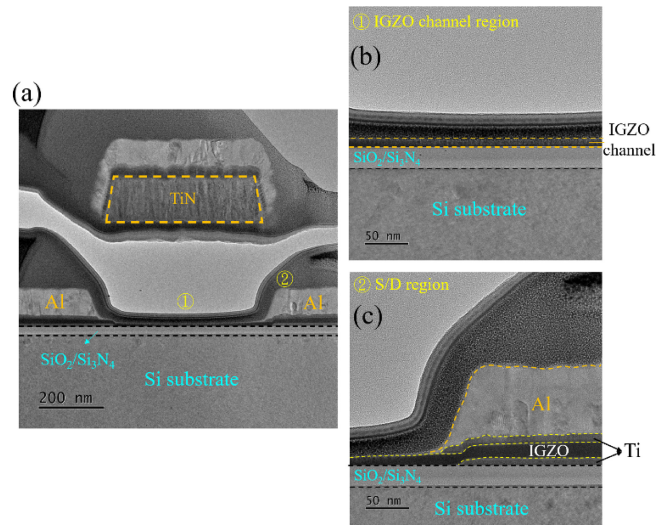 (a)
TiN
①
②
Al
Al
SiO₂/Si₃N₄
Si substrate
200 nm
① IGZO channel region
(b)
IGZO
channel
SiO₂/Si₃N₄
Si substrate
50 nm
② S/D region
(c)
Al
IGZO
Ti
SiO₂/Si₃N₄
Si substrate
50 nm